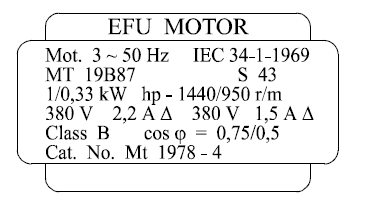 EFU MOTOR
Mot. 3 ~ 50 Hz IEC 34-1-1969
MT 19B87 S 43
1/0,33 kW hp - 1440/950 r/m
380 V 2,2 A Δ 380 V 1,5 A Δ
Class B cos φ = 0,75/0,5
Cat. No. Mt 1978 - 4